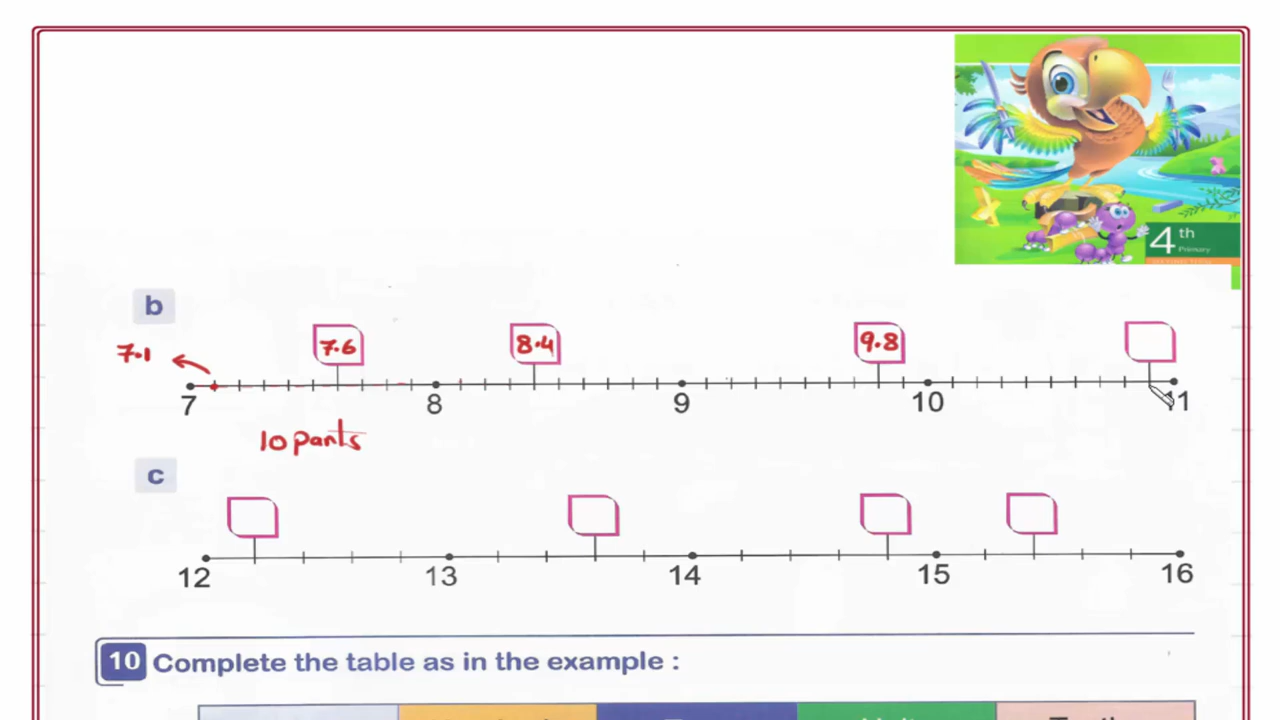 4th
Primary
b
7.1
7.6
8.4
9.8
7
8
9
10
11
10 parts
c
12
13
14
15
16
10 Complete the table as in the example :